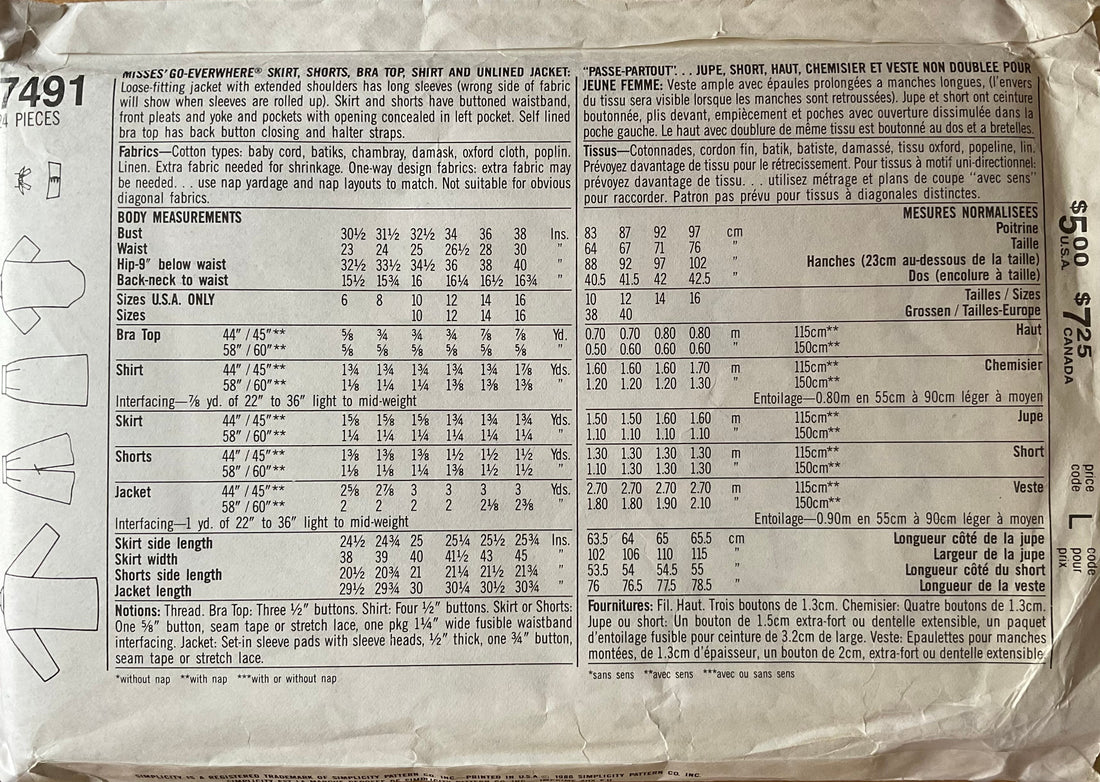 7491
24 PIECES
MISSES' GO-EVERWHERE® SKIRT, SHORTS, BRA TOP, SHIRT AND UNLINED JACKET:
Loose-fitting jacket with extended shoulders has long sleeves (wrong side of fabric
will show when sleeves are rolled up). Skirt and shorts have buttoned waistband,
front pleats and yoke and pockets with opening concealed in left pocket. Self lined
bra top has back button closing and halter straps.
Fabrics—Cotton types: baby cord, batiks, chambray, damask, oxford cloth, poplin.
Linen. Extra fabric needed for shrinkage. One-way design fabrics: extra fabric may
be needed. . . use nap yardage and nap layouts to match. Not suitable for obvious
diagonal fabrics.
BODY MEASUREMENTS
Bust 30½ 31½ 32½ 34 36 38 Ins.
Waist 23 24 25 26½ 28 30 "
Hip-9" below waist 32½ 33½ 34½ 36 38 40 "
Back-neck to waist 15½ 15¾ 16 16¼ 16½ 16¾ "
Sizes U.S.A. ONLY 6 8 10 12 14 16
Sizes 10 12 14 16
Bra Top 44" / 45"** ⅝ ¾ ¾ ¾ ⅞ ⅞ Yd.
58" / 60"** ⅝ ⅝ ⅝ ⅝ ⅝ ⅝ "
Shirt 44" / 45"** 1¾ 1¾ 1¾ 1¾ 1¾ 1⅞ Yds.
58" / 60"** 1⅛ 1¼ 1¼ 1⅜ 1⅜ 1⅜ "
Interfacing—⅞ yd. of 22" to 36" light to mid-weight
Skirt 44" / 45"** 1⅝ 1⅝ 1⅝ 1¾ 1¾ 1¾ Yds.
58" / 60"** 1¼ 1¼ 1¼ 1¼ 1¼ 1¼ "
Shorts 44" / 45"** 1⅜ 1⅜ 1⅜ 1½ 1½ 1½ Yds.
58" / 60"** 1⅛ 1⅛ 1¼ 1⅜ 1½ 1½ "
Jacket 44" / 45"** 2⅝ 2⅞ 3 3 3 3 Yds.
58" / 60"** 2 2 2 2 2⅛ 2⅜ "
Interfacing—1 yd. of 22" to 36" light to mid-weight
Skirt side length 24½ 24¾ 25 25¼ 25½ 25¾ Ins.
Skirt width 38 39 40 41½ 43 45 "
Shorts side length 20½ 20¾ 21 21¼ 21½ 21¾ "
Jacket length 29½ 29¾ 30 30¼ 30½ 30¾ "
Notions: Thread. Bra Top: Three ½" buttons. Shirt: Four ½" buttons. Skirt or Shorts:
One ⅝" button, seam tape or stretch lace, one pkg 1¼" wide fusible waistband
interfacing. Jacket: Set-in sleeve pads with sleeve heads, ½" thick, one ¾" button,
seam tape or stretch lace.
*without nap **with nap ***with or without nap
"PASSE-PARTOUT". . . JUPE, SHORT, HAUT, CHEMISIER ET VESTE NON DOUBLEE POUR
JEUNE FEMME: Veste ample avec épaules prolongées a manches longues, (l'envers
du tissu sera visible lorsque les manches sont retroussées). Jupe et short ont ceinture
boutonnée, plis devant, empiècement et poches avec ouverture dissimulée dans la
poche gauche. Le haut avec doublure de même tissu est boutonné au dos et a bretelles.
Tissus—Cotonnades, cordon fin, batik, batiste, damassé, tissu oxford, popeline, lin.
Prévoyez davantage de tissu pour le rétrecissement. Pour tissus à motif uni-directionnel:
prévoyez davantage de tissu. . . utilisez métrage et plans de coupe "avec sens"
pour raccorder. Patron pas prévu pour tissus à diagonales distinctes.
MESURES NORMALISEES
83 87 92 97 cm Poitrine
64 67 71 76 " Taille
88 92 97 102 " Hanches (23cm au-dessous de la taille)
40.5 41.5 42 42.5 " Dos (encolure à taille)
10 12 14 16 Tailles / Sizes
38 40 Grossen / Tailles-Europe
0.70 0.70 0.80 0.80 m 115cm** Haut
0.50 0.60 0.60 0.60 " 150cm**
1.60 1.60 1.60 1.70 m 115cm** Chemisier
1.20 1.20 1.20 1.30 " 150cm**
Entoilage—0.80m en 55cm à 90cm léger à moyen
1.50 1.50 1.60 1.60 m 115cm** Jupe
1.10 1.10 1.10 1.10 " 150cm**
1.30 1.30 1.30 1.30 m 115cm** Short
1.10 1.30 1.30 1.30 " 150cm**
2.70 2.70 2.70 2.70 m 115cm** Veste
1.80 1.80 1.90 2.10 " 150cm**
Entoilage—0.90m en 55cm à 90cm léger à moyen
63.5 64 65 65.5 cm Longueur côté de la jupe
102 106 110 115 " Largeur de la jupe
53.5 54 54.5 55 " Longueur côté du short
76 76.5 77.5 78.5 " Longueur de la veste
Fournitures: Fil. Haut. Trois boutons de 1.3cm. Chemisier: Quatre boutons de 1.3cm.
Jupe ou short: Un bouton de 1.5cm extra-fort ou dentelle extensible, un paquet
d'entoilage fusible pour ceinture de 3.2cm de large. Veste: Epaulettes pour manches
montées, de 1.3cm d'épaisseur, un bouton de 2cm, extra-fort ou dentelle extensible.
*sans sens **avec sens ***avec ou sans sens
$5.00 U.S.A. $7.25 CANADA
price code L code pour prix
SIMPLICITY IS A REGISTERED TRADEMARK OF SIMPLICITY PATTERN CO. INC.—PRINTED IN U.S.A. © 1986 SIMPLICITY PATTERN CO. INC.